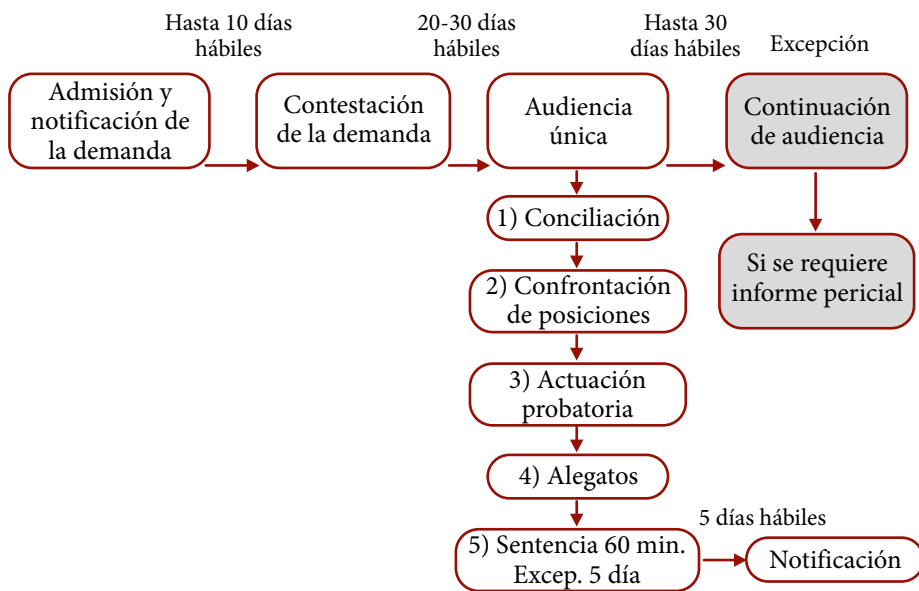 Hasta 10 días
hábiles
20-30 días
hábiles
Hasta 30
días hábiles
Excepción
Admisión y
notificación de
la demanda
Contestación
de la demanda
Audiencia
única
Continuación
de audiencia
1) Conciliación
Si se requiere
informe pericial
2) Confrontación
de posiciones
3) Actuación
probatoria
4) Alegatos
5) Sentencia 60 min.
Excep. 5 día
5 días hábiles
Notificación